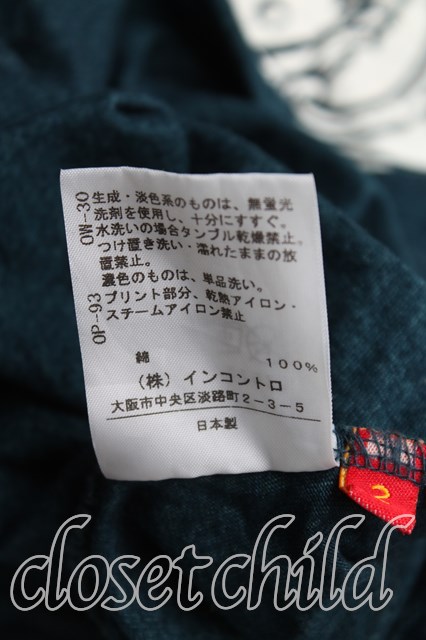 OW-30
生成・淡色系のものは、無蛍光
洗剤を使用し、十分にすすぐ。
水洗いの場合タンブル乾燥禁止。
つけ置き洗い・濡れたままの放
置禁止。
濃色のものは、単品洗い。
OP-93
プリント部分、乾熱アイロン・
スチームアイロン禁止
綿 100%
(株) インコントロ
大阪市中央区淡路町2-3-5
日本製
closet child